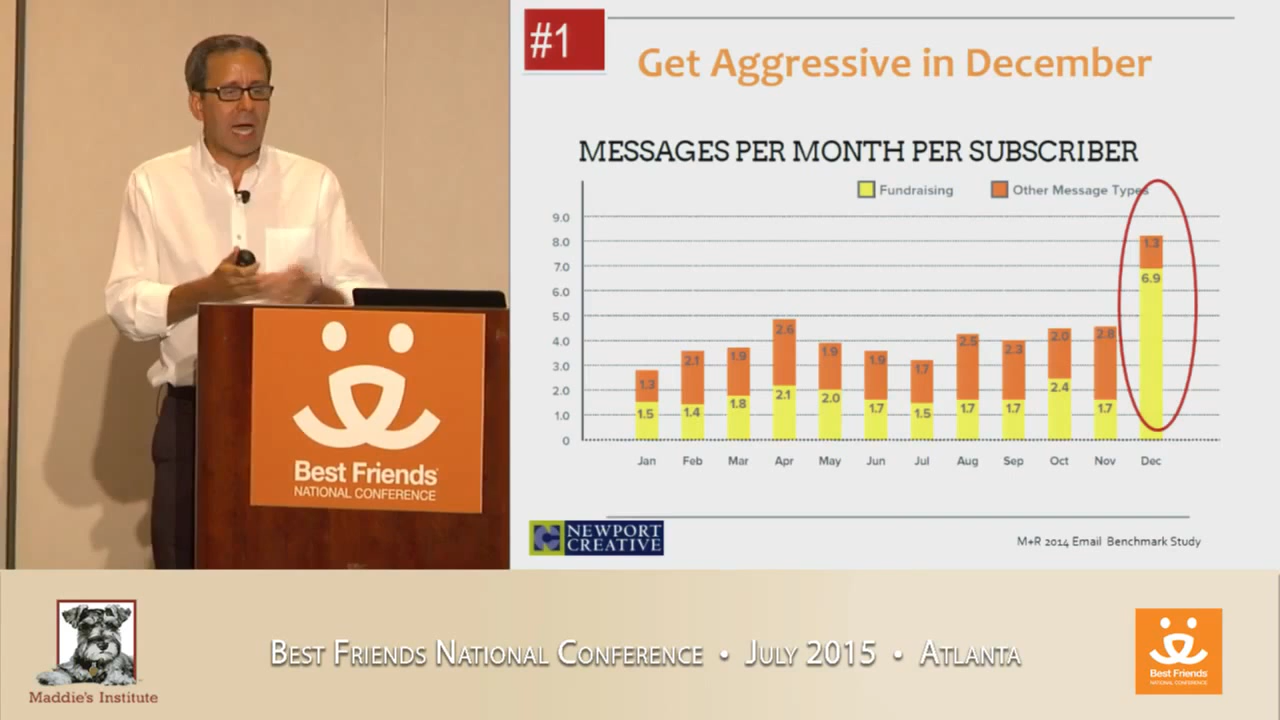 #1
Get Aggressive in December
MESSAGES PER MONTH PER SUBSCRIBER
Fundraising
Other Message Types
9.0
8.0
7.0
6.0
5.0
4.0
3.0
2.0
1.0
0
1.3
2.1
1.9
2.6
1.9
1.9
1.7
2.5
2.3
2.0
2.8
1.3
1.5
1.4
1.8
2.1
2.0
1.7
1.5
1.7
1.7
2.4
1.7
6.9
Jan Feb Mar Apr May Jun Jul Aug Sep Oct Nov Dec
NEWPORT
CREATIVE
M+R 2014 Email Benchmark Study
Best Friends
NATIONAL CONFERENCE
Maddie's Institute
BEST FRIENDS NATIONAL CONFERENCE • JULY 2015 • ATLANTA
Best Friends
NATIONAL CONFERENCE